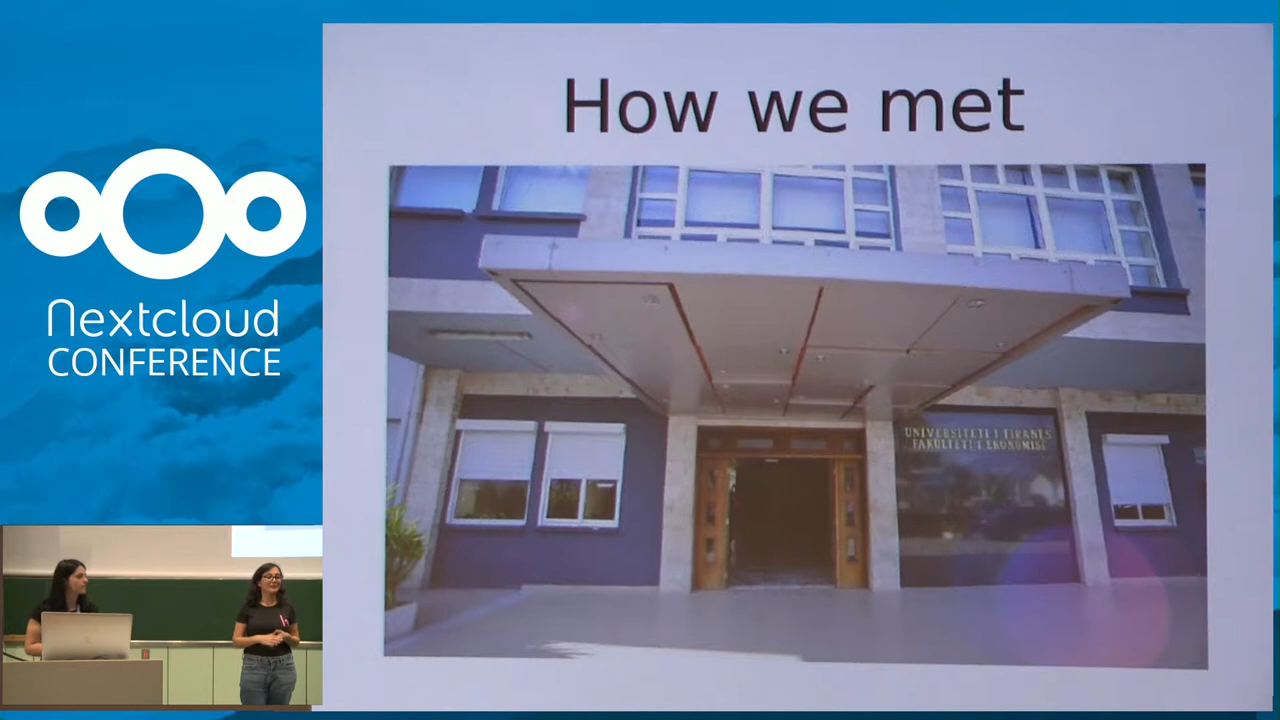 nextcloud
CONFERENCE
How we met
UNIVERSITETI I TIRANËS
FAKULTETI I EKONOMISË